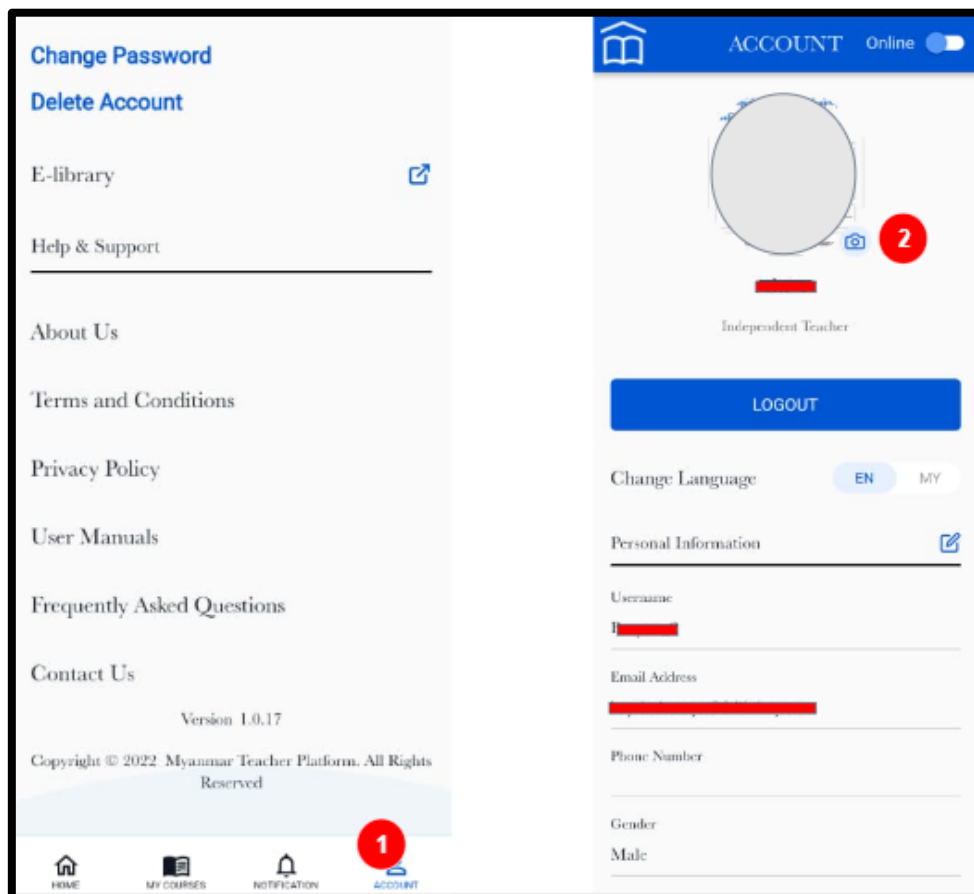 Change Password
Delete Account
E-library
Help & Support
About Us
Terms and Conditions
Privacy Policy
User Manuals
Frequently Asked Questions
Contact Us
Version 1.0.17
Copyright © 2022 Myanmar Teacher Platform. All Rights
Reserved
1
HOME MY COURSES NOTIFICATION ACCOUNT
ACCOUNT Online
2
Independent Teacher
LOGOUT
Change Language EN MY
Personal Information
Username
Email Address
Phone Number
Gender
Male